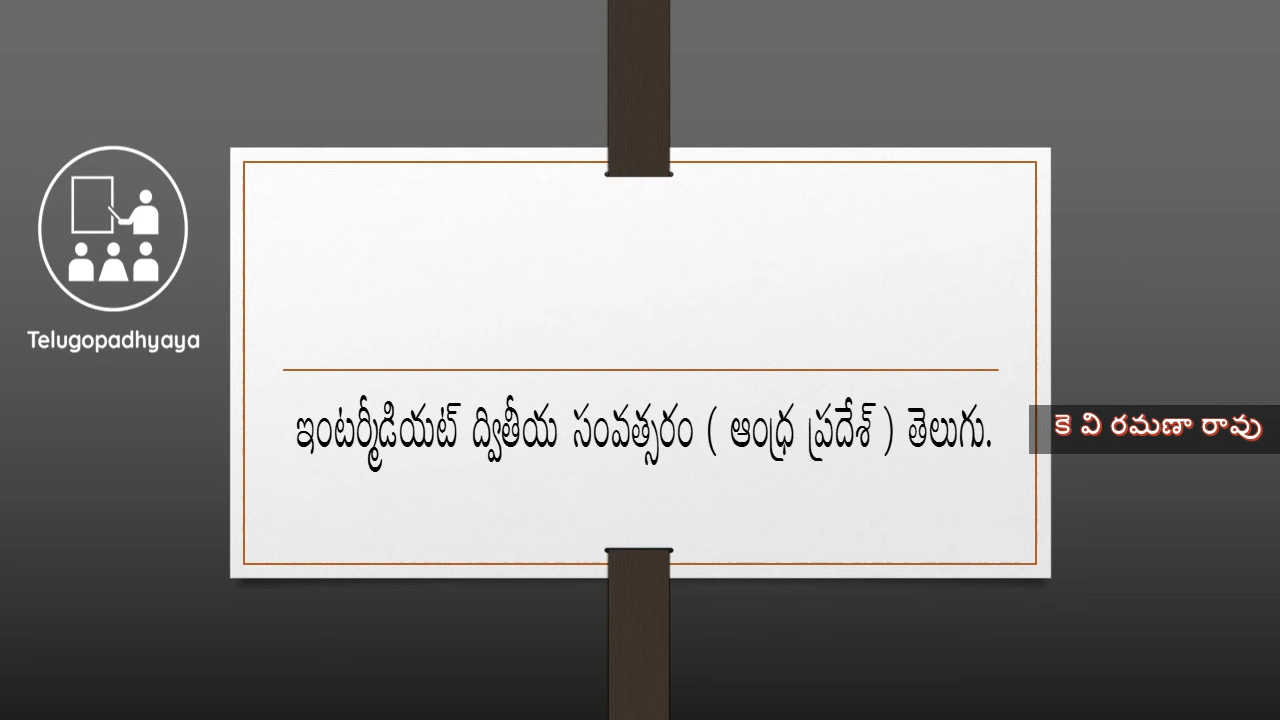 Telugopadhyaya
ఇంటర్మీడియట్ ద్వితీయ సంవత్సరం ( ఆంధ్ర ప్రదేశ్ ) తెలుగు.
కె వి రమణా రావు